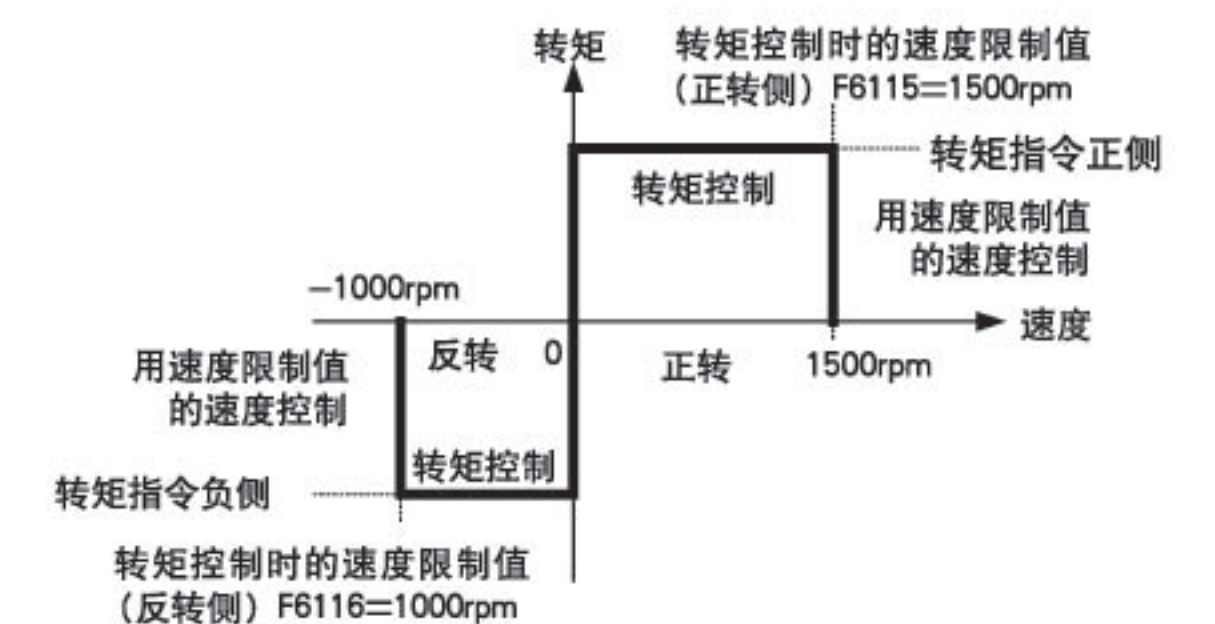 转矩
转矩控制时的速度限制值
（正转侧）F6115=1500rpm
转矩指令正侧
转矩控制
用速度限制值
的速度控制
−1000rpm
速度
反转
0
正转
1500rpm
用速度限制值
的速度控制
转矩控制
转矩指令负侧
转矩控制时的速度限制值
（反转侧）F6116=1000rpm